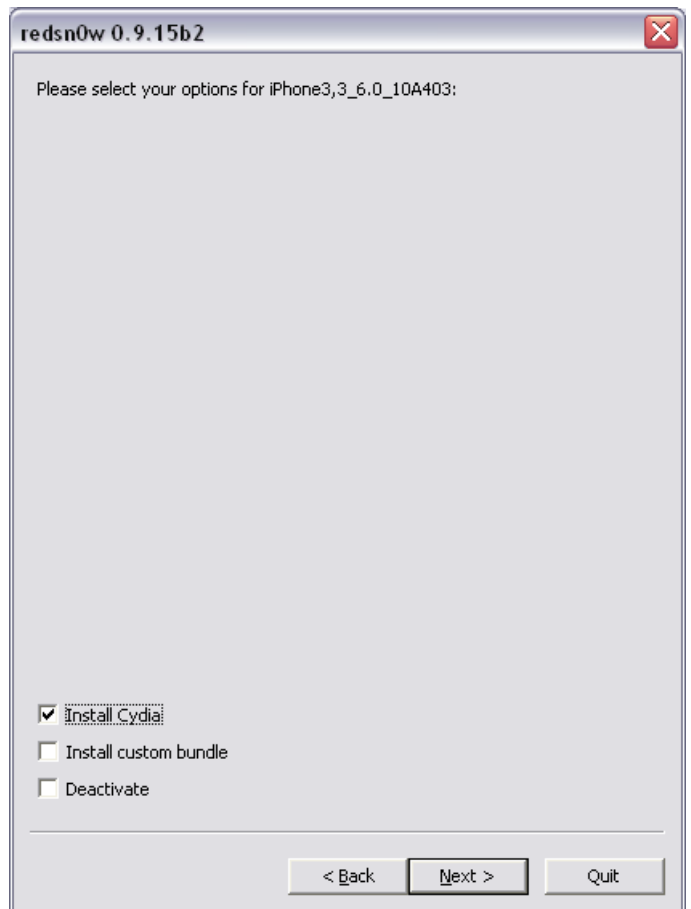 redsn0w 0.9.15b2
Please select your options for iPhone3,3_6.0_10A403:
Install Cydia
Install custom bundle
Deactivate
< Back Next > Quit